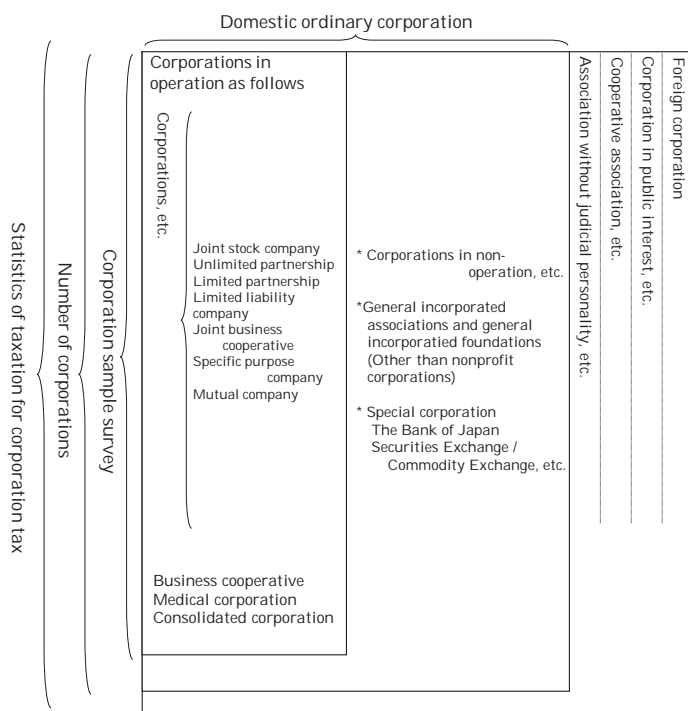 Domestic ordinary corporation
Statistics of taxation for corporation tax
Number of corporations
Corporation sample survey
Corporations in
operation as follows
Corporations, etc.
Joint stock company
Unlimited partnership
Limited partnership
Limited liability
company
Joint business
cooperative
Specific purpose
company
Mutual company
Business cooperative
Medical corporation
Consolidated corporation
* Corporations in non-
operation, etc.
*General incorporated
associations and general
incorporatied foundations
(Other than nonprofit
corporations)
* Special corporation
The Bank of Japan
Securities Exchange /
Commodity Exchange, etc.
Association without judicial personality, etc.
Cooperative association, etc.
Corporation in public interest, etc.
Foreign corporation